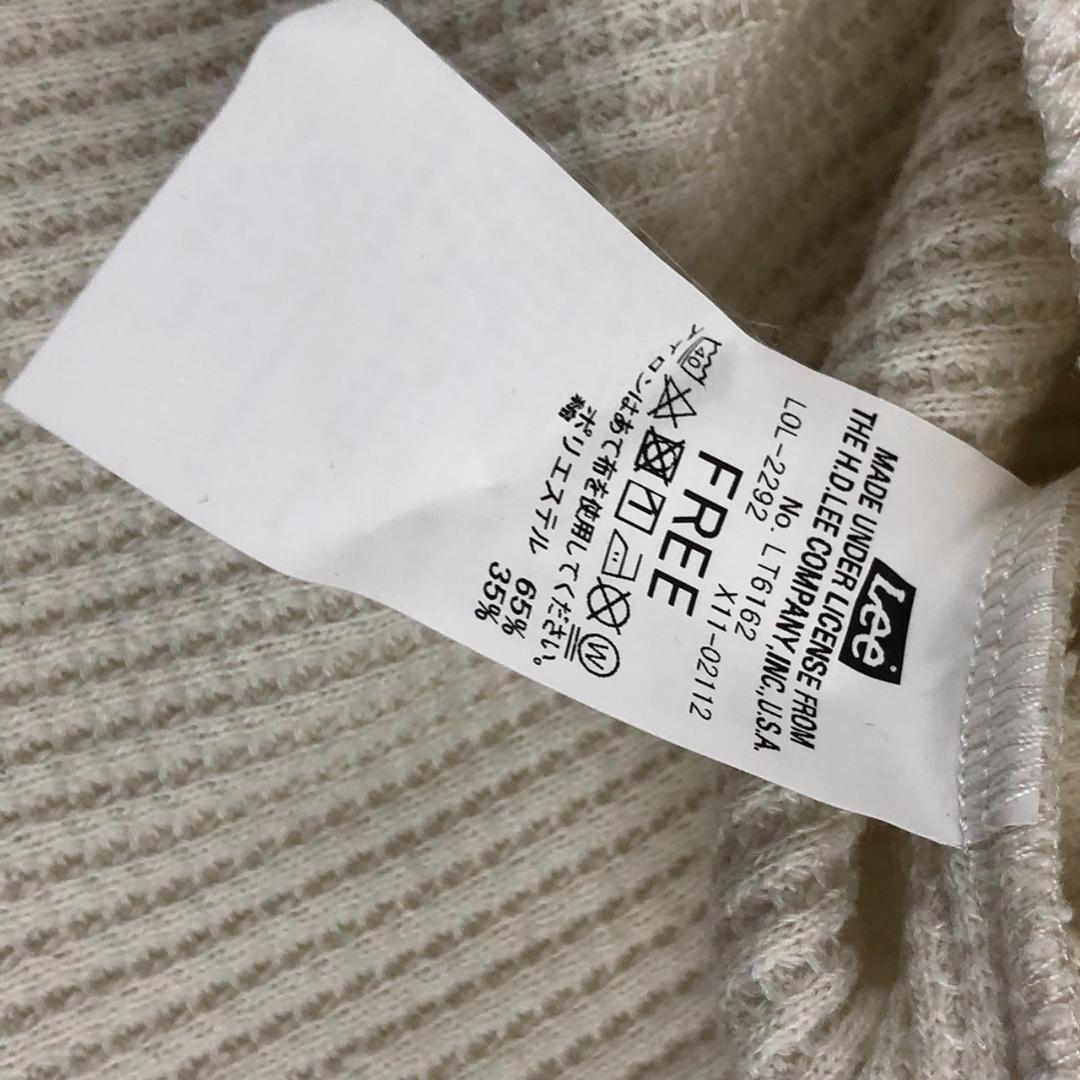 Lee
MADE UNDER LICENSE FROM
THE H.D.LEE COMPANY,INC.,U.S.A.
No. LT6162
LOL-2292 X11-02112
FREE
40 W
アイロンはあて布を使用してください。
ポリエステル 65%
綿 35%